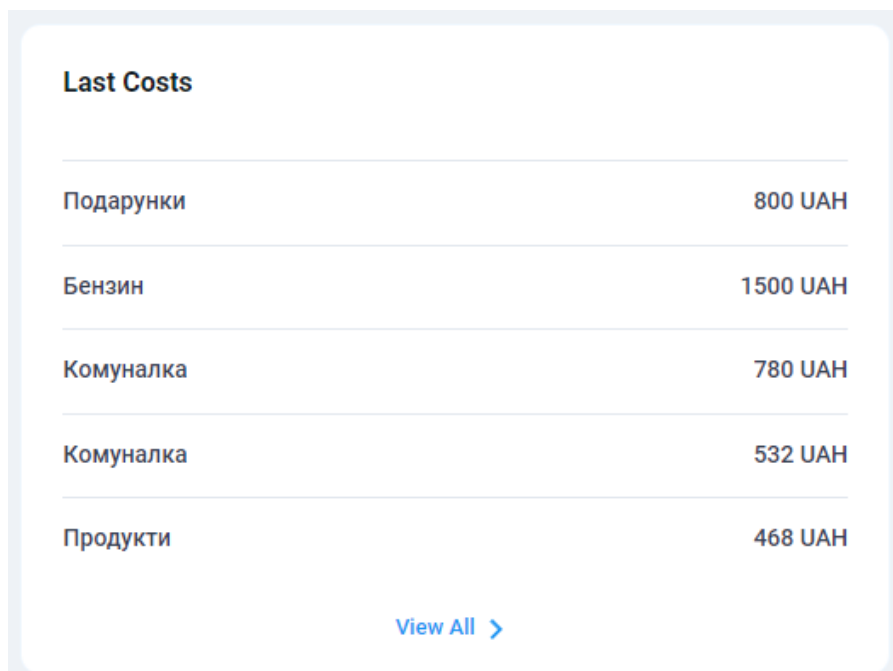 Last Costs
Подарунки 800 UAH
Бензин 1500 UAH
Комуналка 780 UAH
Комуналка 532 UAH
Продукти 468 UAH
View All